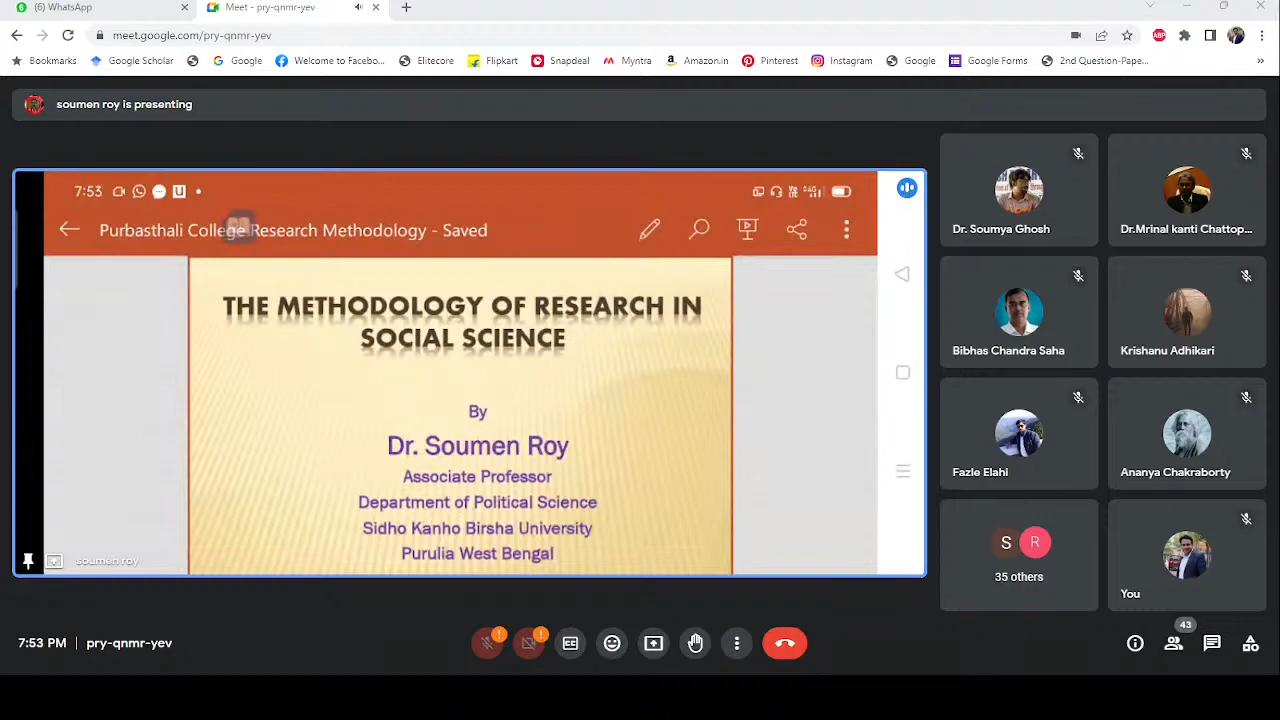 6
WhatsApp
Meet - pry-qnmr-yev
meet.google.com/pry-qnmr-yev
ABP
Bookmarks
Google Scholar
Google
Welcome to Facebo...
Elitecore
Flipkart
Snapdeal
Myntra
Amazon.in
Pinterest
Instagram
Google
Google Forms
2nd Question-Pape...
»
soumen roy is presenting
7:53
Purbasthali College Research Methodology - Saved
THE METHODOLOGY OF RESEARCH IN
SOCIAL SCIENCE
By
Dr. Soumen Roy
Associate Professor
Department of Political Science
Sidho Kanho Birsha University
Purulia West Bengal
soumen roy
Dr. Soumya Ghosh
Dr.Mrinal kanti Chattop...
Bibhas Chandra Saha
Krishanu Adhikari
Fazle Elahi
Ananya Chakraborty
S
R
35 others
You
7:53 PM | pry-qnmr-yev
43